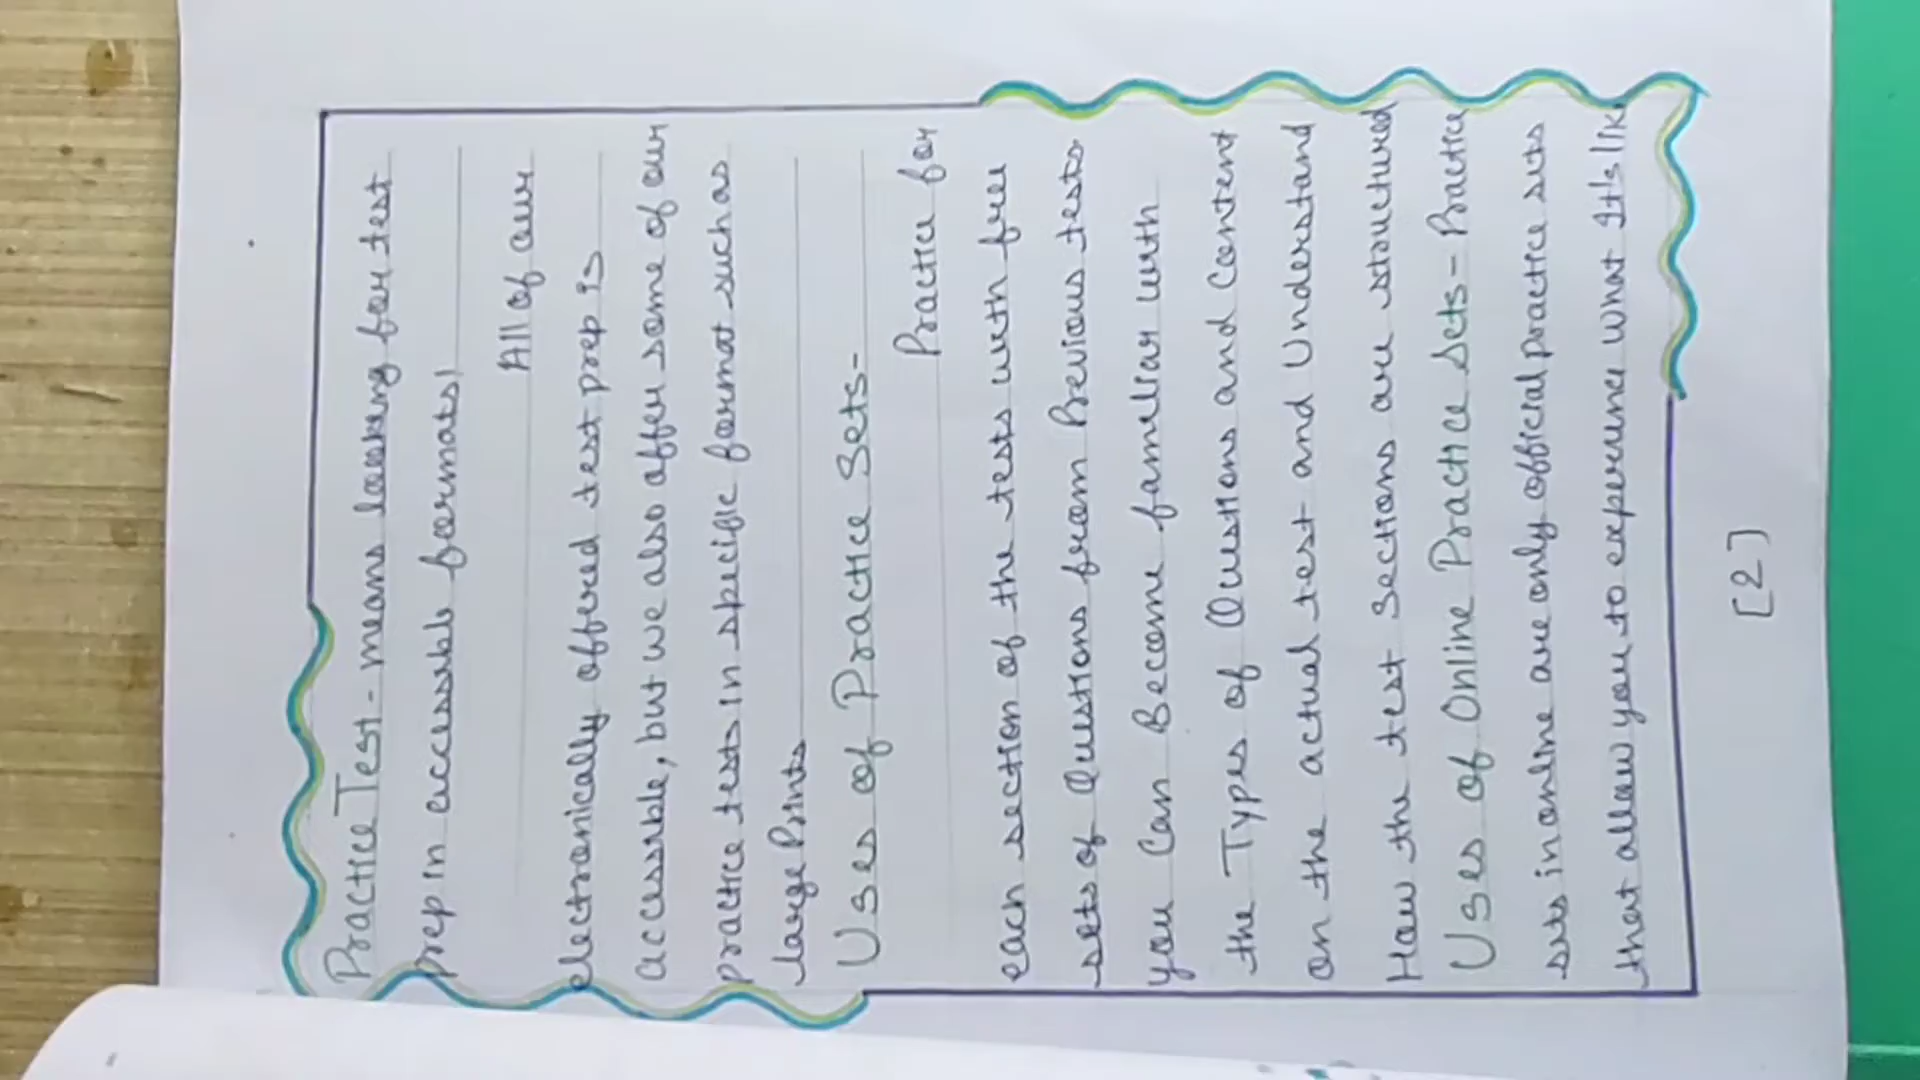 Practice Test - means looking for test
prep in accessable formats!
All of our
electronically offered test prep is
accessable, but we also offer some of our
practice tests in specific format such as
large Prints
Uses of Practice Sets-
Practice for
each section of the tests with free
sets of Questions from Previous tests
you Can Become familiar with
the Types of Questions and Content
on the actual test and Understand
How the test Sections are structured
Uses of Online Practice Sets - Practice
sets in online are only official practice sets
that allow you to experience what It's lik
[2]